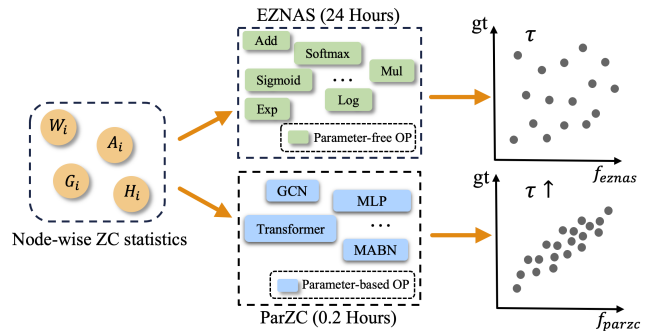 EZNAS (24 Hours)
Add
Softmax
Sigmoid
...
Mul
Exp
Log
Parameter-free OP
gt
τ
f_eznas
W_i
A_i
G_i
H_i
Node-wise ZC statistics
GCN
MLP
Transformer
...
MABN
Parameter-based OP
ParZC (0.2 Hours)
gt
τ ↑
f_parzc